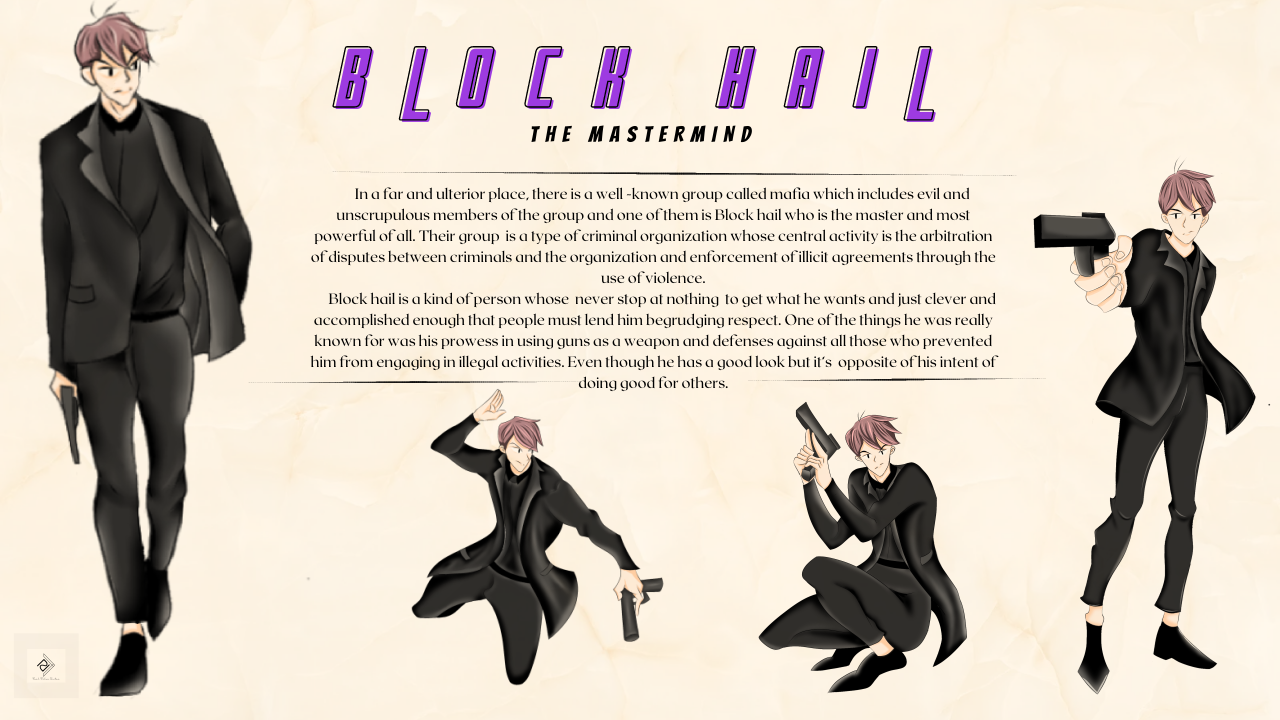 BLOCK HAIL
THE MASTERMIND
In a far and ulterior place, there is a well -known group called mafia which includes evil and
unscrupulous members of the group and one of them is Block hail who is the master and most
powerful of all. Their group is a type of criminal organization whose central activity is the arbitration
of disputes between criminals and the organization and enforcement of illicit agreements through the
use of violence.
Block hail is a kind of person whose never stop at nothing to get what he wants and just clever and
accomplished enough that people must lend him begrudging respect. One of the things he was really
known for was his prowess in using guns as a weapon and defenses against all those who prevented
him from engaging in illegal activities. Even though he has a good look but it's opposite of his intent of
doing good for others.